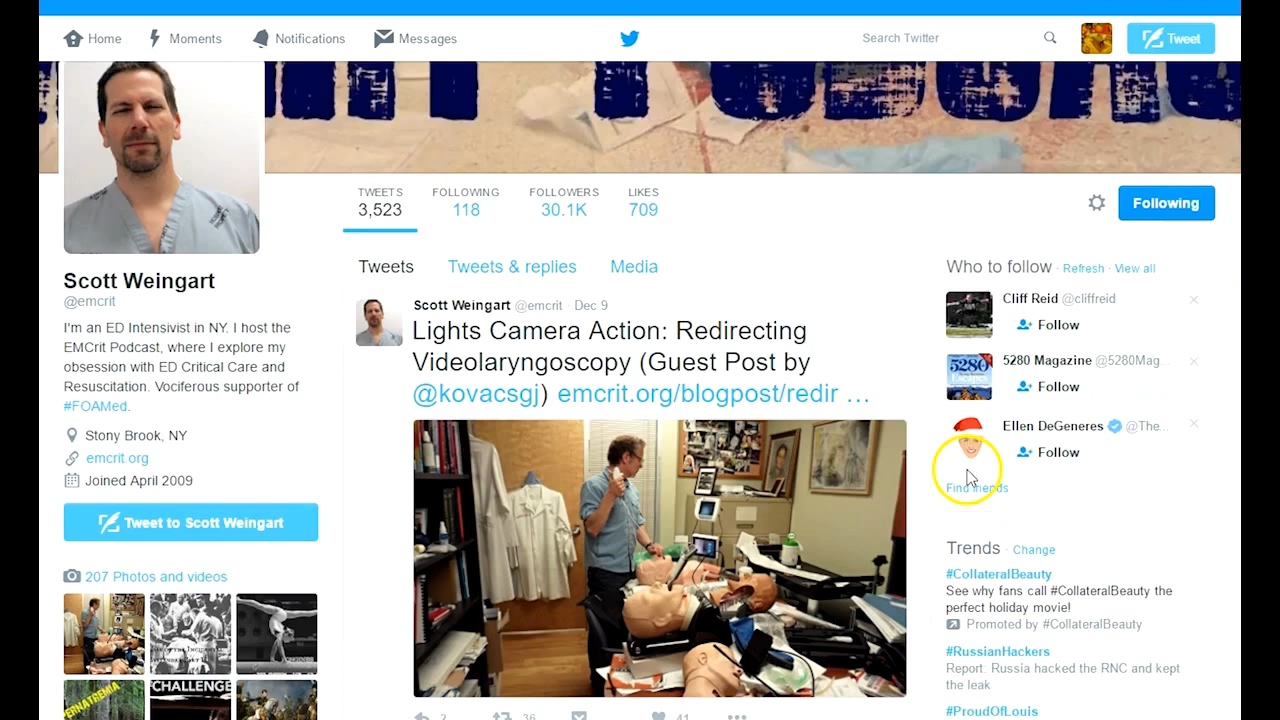 Home
Moments
Notifications
Messages
Search Twitter
Tweet
TWEETS
3,523
FOLLOWING
118
FOLLOWERS
30.1K
LIKES
709
Following
Scott Weingart
@emcrit
I'm an ED Intensivist in NY. I host the
EMCrit Podcast, where I explore my
obsession with ED Critical Care and
Resuscitation. Vociferous supporter of
#FOAMed.
Stony Brook, NY
emcrit.org
Joined April 2009
Tweet to Scott Weingart
207 Photos and videos
CHALLENGE
Tweets
Tweets & replies
Media
Scott Weingart @emcrit · Dec 9
Lights Camera Action: Redirecting
Videolaryngoscopy (Guest Post by
@kovacsgj) emcrit.org/blogpost/redir …
2
36
41
Who to follow · Refresh · View all
Cliff Reid @cliffreid
Follow
5280
5280 Magazine @5280Mag...
Follow
Ellen DeGeneres @The...
Follow
Find friends
Trends · Change
#CollateralBeauty
See why fans call #CollateralBeauty the
perfect holiday movie!
Promoted by #CollateralBeauty
#RussianHackers
Report: Russia hacked the RNC and kept
the leak
#ProudOfLouis